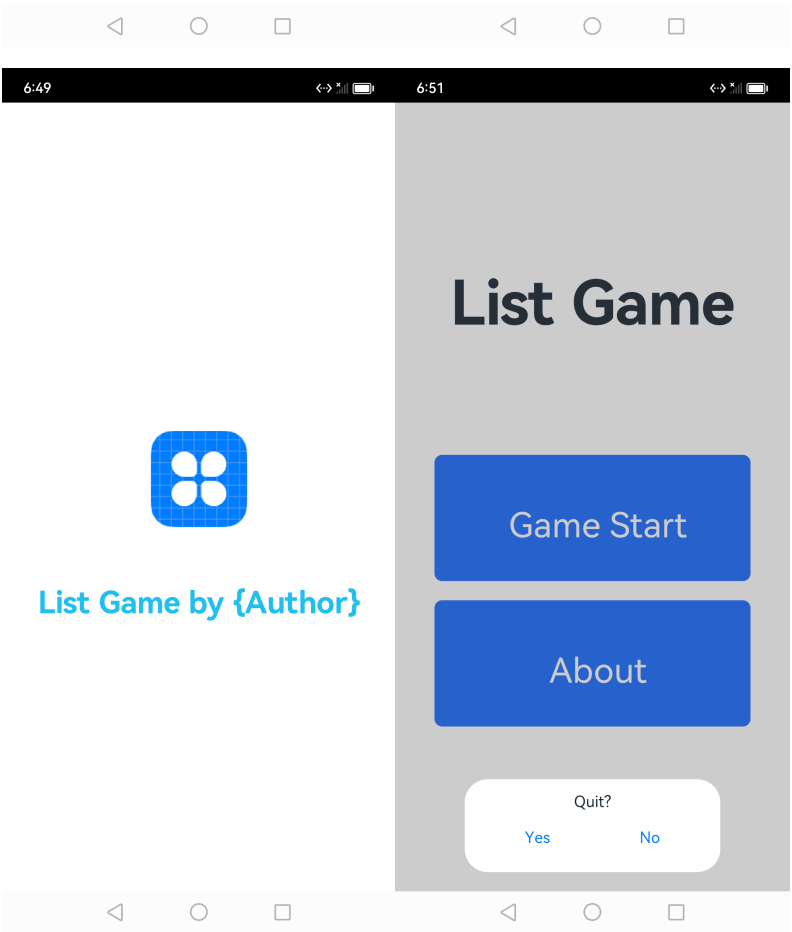 6:49
List Game by {Author}
6:51
List Game
Game Start
About
Quit?
Yes
No